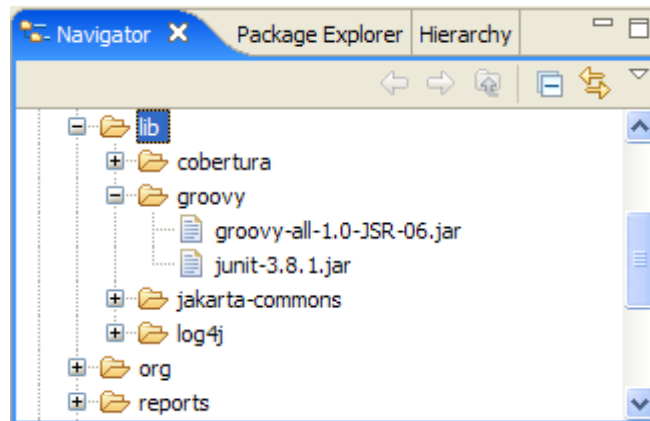 Navigator Package Explorer Hierarchy
lib
cobertura
groovy
groovy-all-1.0-JSR-06.jar
junit-3.8.1.jar
jakarta-commons
log4j
org
reports